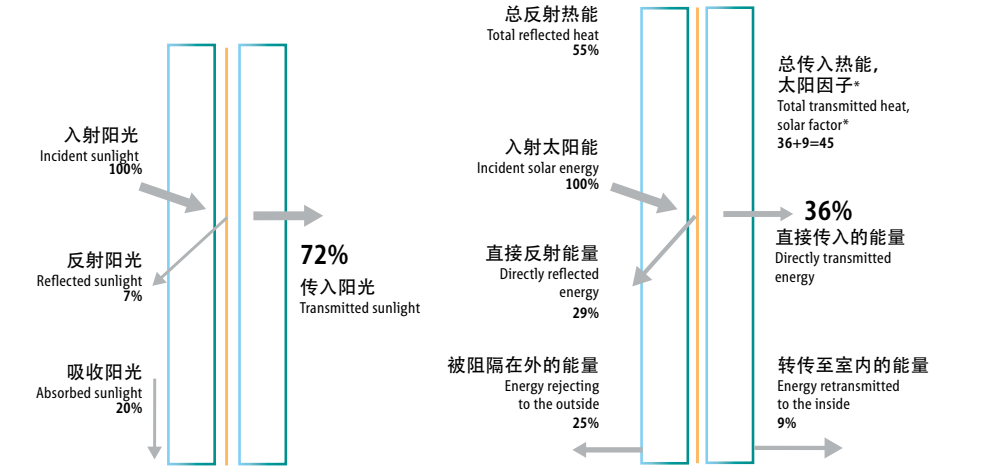 入射阳光
Incident sunlight
100%
反射阳光
Reflected sunlight
7%
吸收阳光
Absorbed sunlight
20%
72%
传入阳光
Transmitted sunlight
总反射热能
Total reflected heat
55%
入射太阳能
Incident solar energy
100%
直接反射能量
Directly reflected
energy
29%
被阻隔在外的能量
Energy rejecting
to the outside
25%
总传入热能，
太阳因子*
Total transmitted heat,
solar factor*
36+9=45
36%
直接传入的能量
Directly transmitted
energy
转传至室内的能量
Energy retransmitted
to the inside
9%